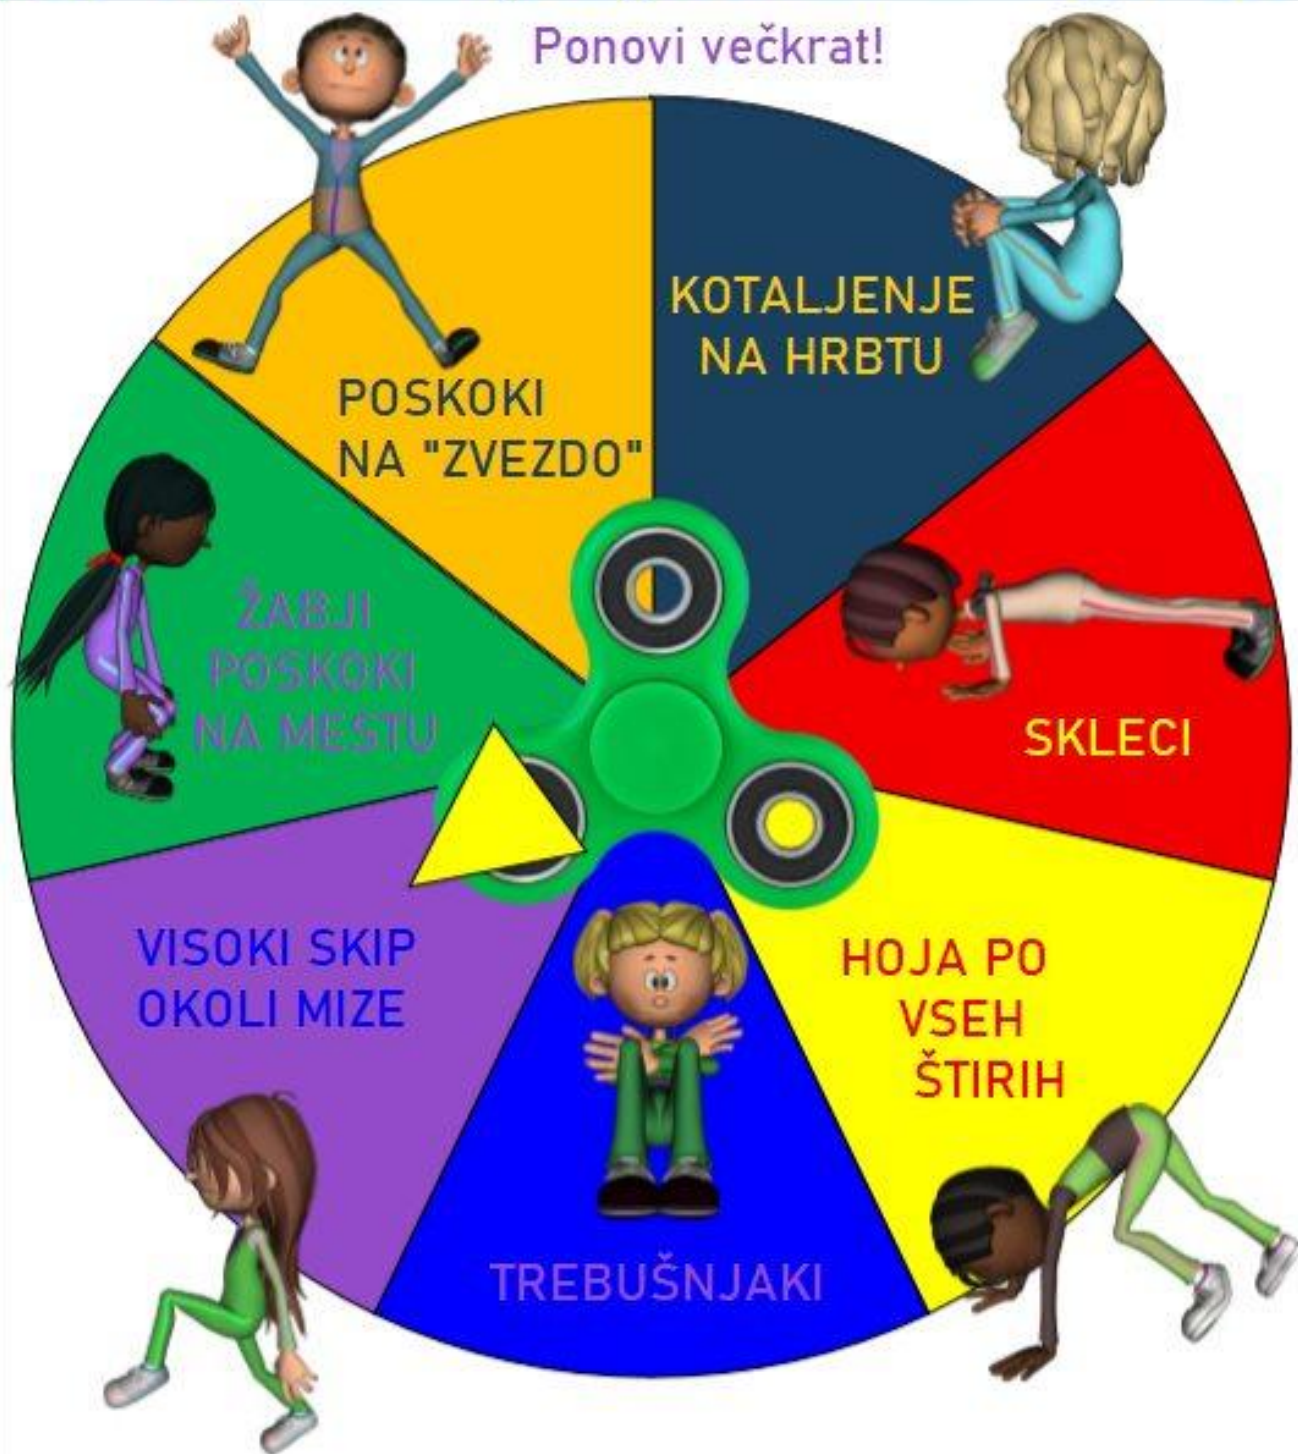 Ponovi večkrat!
KOTALJENJE
NA HRBTU
POSKOKI
NA "ZVEZDO"
ŽABJI
POSKOKI
NA MESTU
SKLECI
VISOKI SKIP
OKOLI MIZE
HOJA PO
VSEH
ŠTIRIH
TREBUŠNJAKI